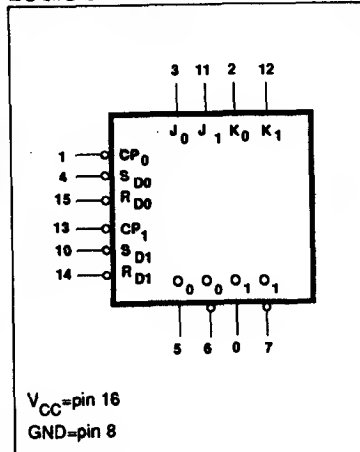 3 11 2 12
J0 J1 K0 K1
1 CP0
4 SD0
15 RD0
13 CP1
10 SD1
14 RD1
O0 O0 O1 O1
5 6 0 7
VCC=pin 16
GND=pin 8